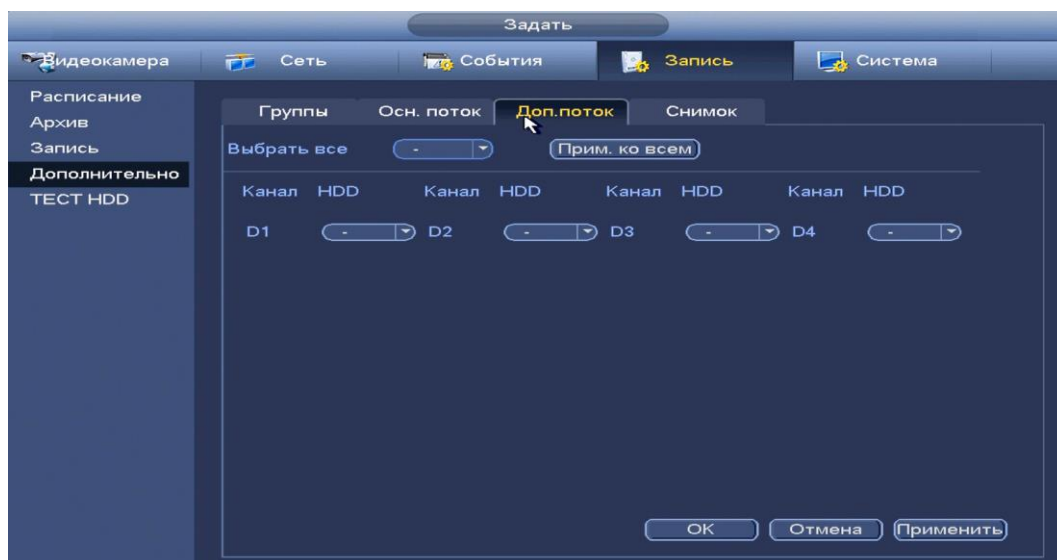 Задать
Видеокамера Сеть События Запись Система
Расписание
Архив
Запись
Дополнительно
ТЕСТ HDD
Группы Осн. поток Доп.поток Снимок
Выбрать все - Прим. ко всем
Канал HDD Канал HDD Канал HDD Канал HDD
D1 - D2 - D3 - D4 -
OK Отмена Применить